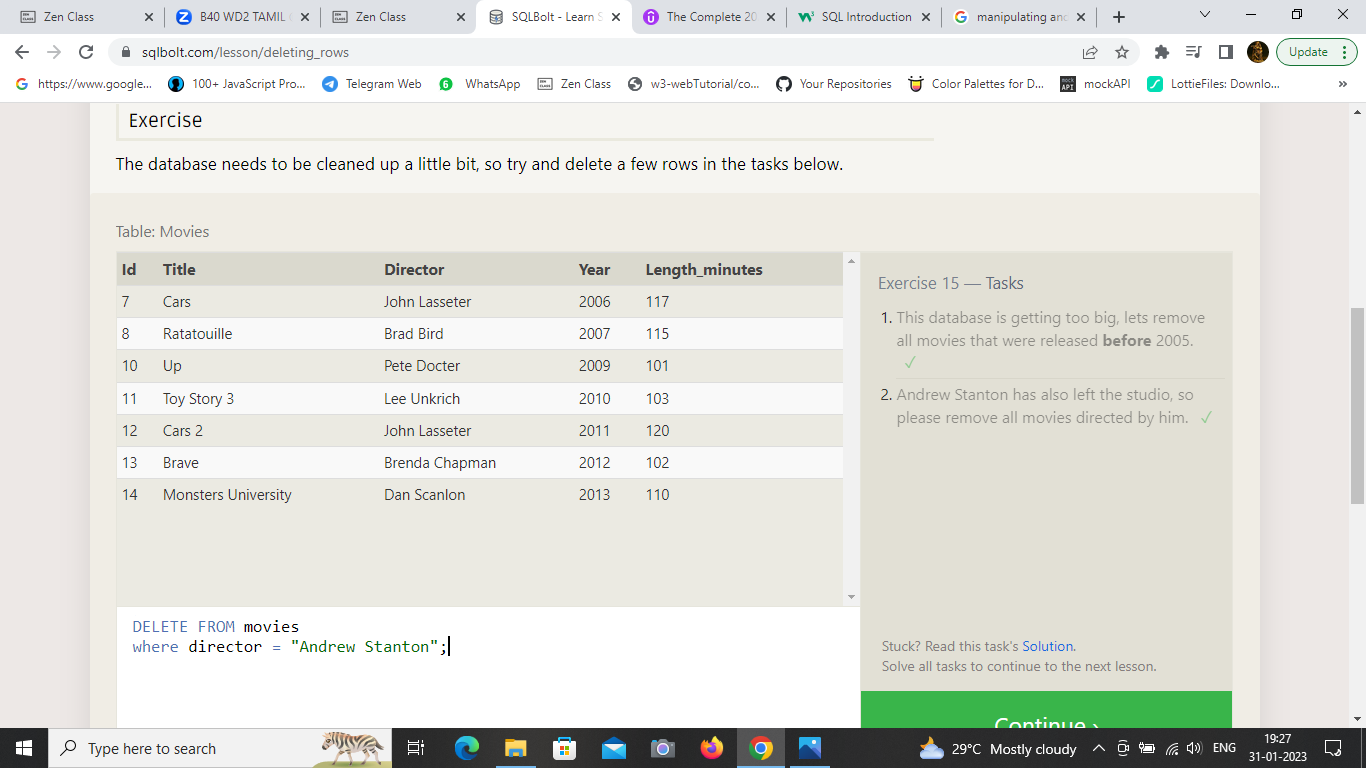 Zen Class
B40 WD2 TAMIL
Zen Class
SQLBolt - Learn S
The Complete 20
SQL Introduction
manipulating and
sqlbolt.com/lesson/deleting_rows
Update
https://www.google...
100+ JavaScript Pro...
Telegram Web
6
WhatsApp
Zen Class
w3-webTutorial/co...
Your Repositories
Color Palettes for D...
mockAPI
LottieFiles: Downlo...
»
Exercise
The database needs to be cleaned up a little bit, so try and delete a few rows in the tasks below.
Table: Movies
Id Title Director Year Length_minutes
7 Cars John Lasseter 2006 117
8 Ratatouille Brad Bird 2007 115
10 Up Pete Docter 2009 101
11 Toy Story 3 Lee Unkrich 2010 103
12 Cars 2 John Lasseter 2011 120
13 Brave Brenda Chapman 2012 102
14 Monsters University Dan Scanlon 2013 110
Exercise 15 — Tasks
1. This database is getting too big, lets remove
all movies that were released before 2005.
✓
2. Andrew Stanton has also left the studio, so
please remove all movies directed by him. ✓
Stuck? Read this task's Solution.
Solve all tasks to continue to the next lesson.
Continue ›
DELETE FROM movies
where director = "Andrew Stanton";
Type here to search
29°C Mostly cloudy
ENG
19:27
31-01-2023